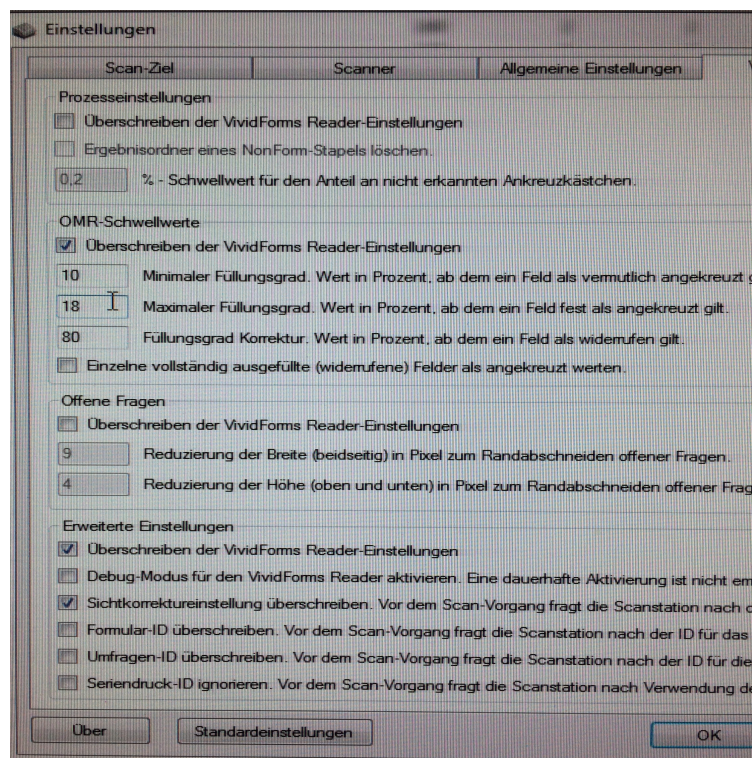 Einstellungen
Scan-Ziel
Scanner
Allgemeine Einstellungen
Prozesseinstellungen
Überschreiben der VividForms Reader-Einstellungen
Ergebnisordner eines NonForm-Stapels löschen.
0,2 % - Schwellwert für den Anteil an nicht erkannten Ankreuzkästchen.
OMR-Schwellwerte
Überschreiben der VividForms Reader-Einstellungen
10 Minimaler Füllungsgrad. Wert in Prozent, ab dem ein Feld als vermutlich angekreuzt
18 Maximaler Füllungsgrad. Wert in Prozent, ab dem ein Feld fest als angekreuzt gilt.
80 Füllungsgrad Korrektur. Wert in Prozent, ab dem ein Feld als widerrufen gilt.
Einzelne vollständig ausgefüllte (widerrufene) Felder als angekreuzt werten.
Offene Fragen
Überschreiben der VividForms Reader-Einstellungen
9 Reduzierung der Breite (beidseitig) in Pixel zum Randabschneiden offener Fragen.
4 Reduzierung der Höhe (oben und unten) in Pixel zum Randabschneiden offener Frag
Erweiterte Einstellungen
Überschreiben der VividForms Reader-Einstellungen
Debug-Modus für den VividForms Reader aktivieren. Eine dauerhafte Aktivierung ist nicht em
Sichtkorrektureinstellung überschreiben. Vor dem Scan-Vorgang fragt die Scanstation nach
Formular-ID überschreiben. Vor dem Scan-Vorgang fragt die Scanstation nach der ID für das
Umfragen-ID überschreiben. Vor dem Scan-Vorgang fragt die Scanstation nach der ID für die
Seriendruck-ID ignorieren. Vor dem Scan-Vorgang fragt die Scanstation nach Verwendung de
Über
Standardeinstellungen
OK